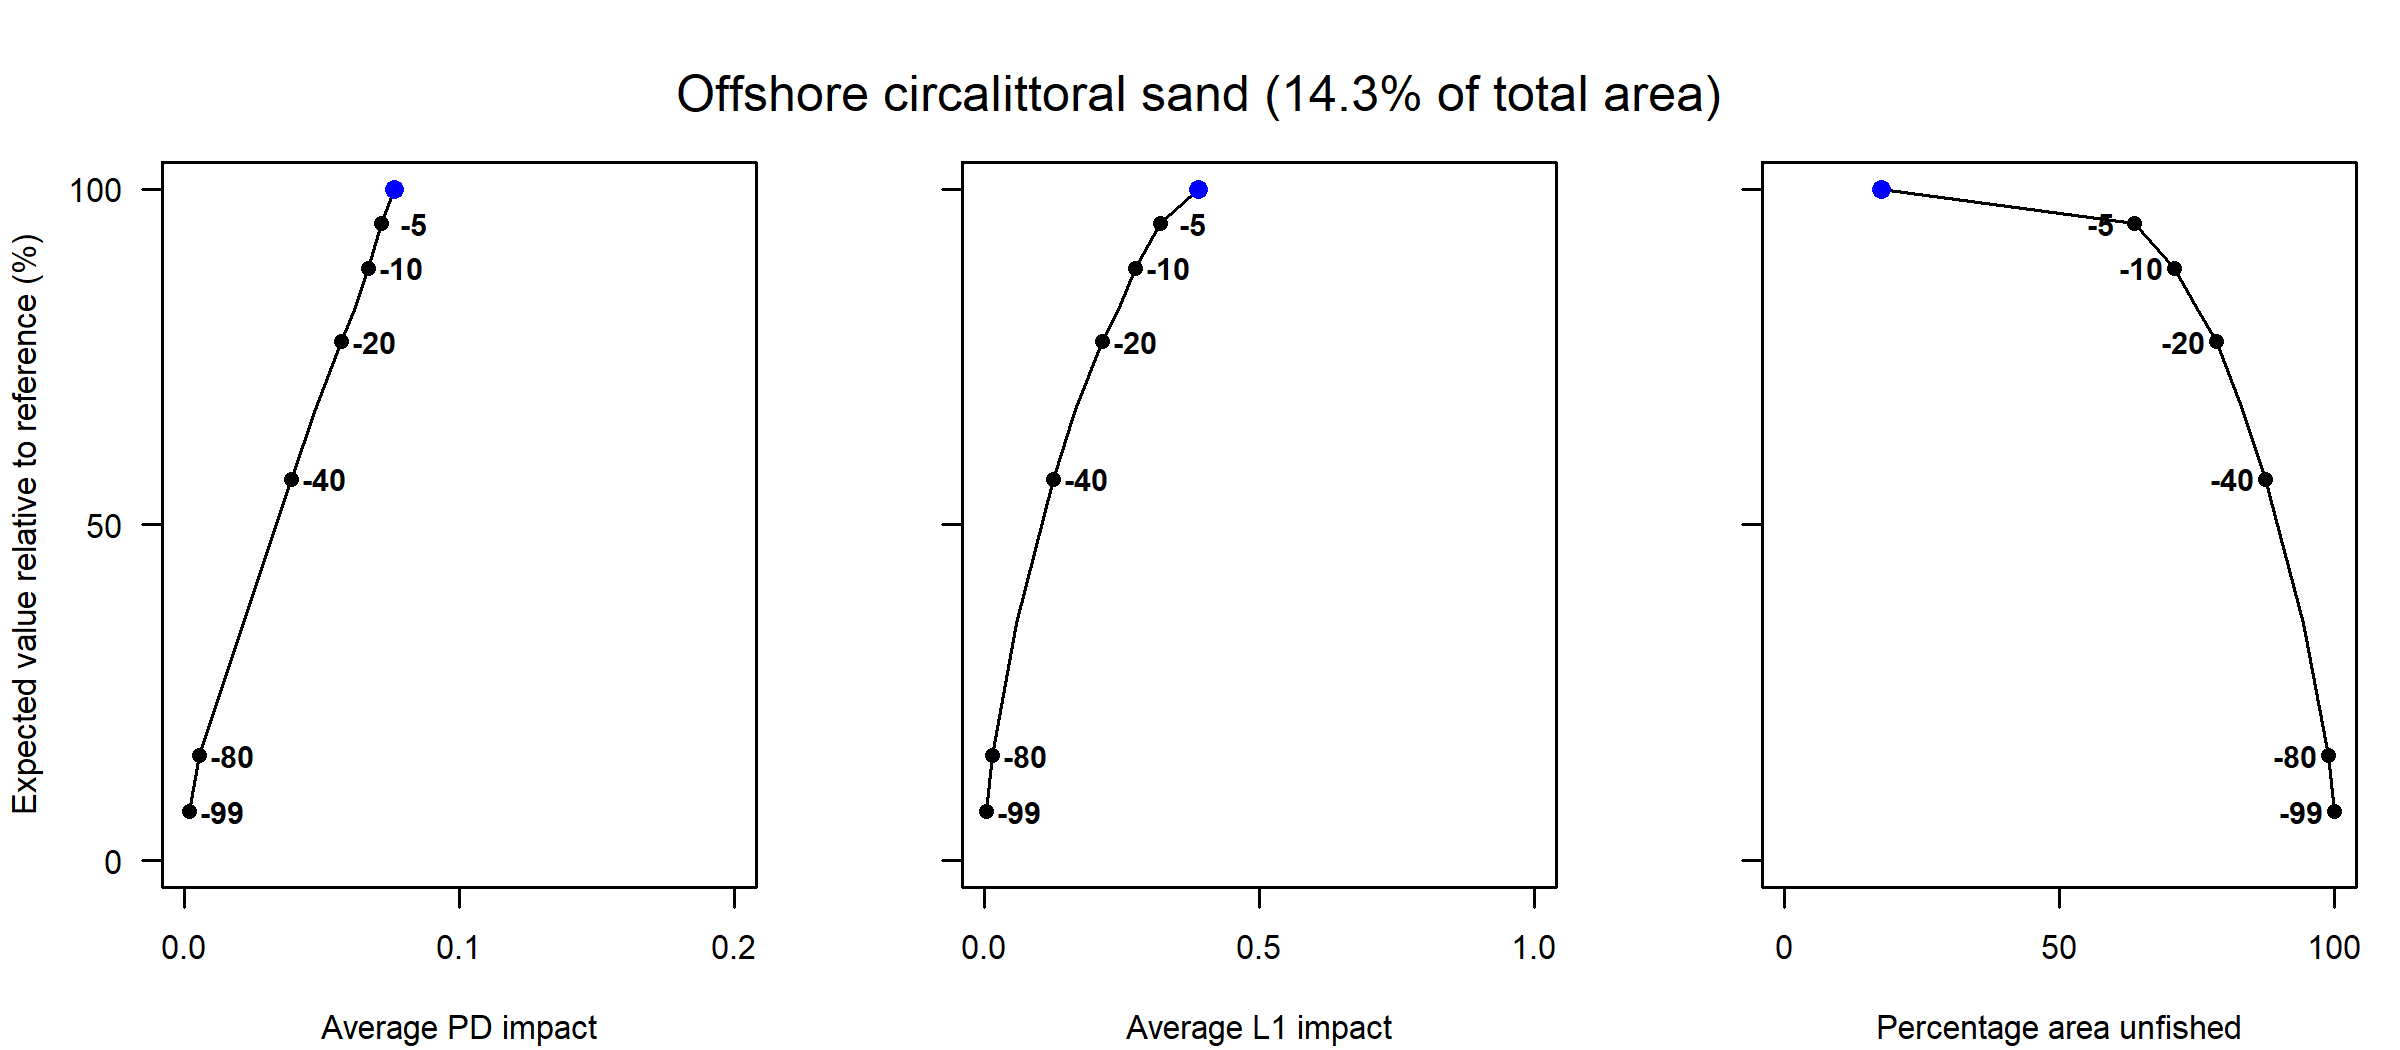 Offshore circalittoral sand (14.3% of total area)
Expected value relative to reference (%)
100
50
0
-5
-10
-20
-40
-80
-99
0.0 0.1 0.2
Average PD impact
-5
-10
-20
-40
-80
-99
0.0 0.5 1.0
Average L1 impact
-5
-10
-20
-40
-80
-99
0 50 100
Percentage area unfished